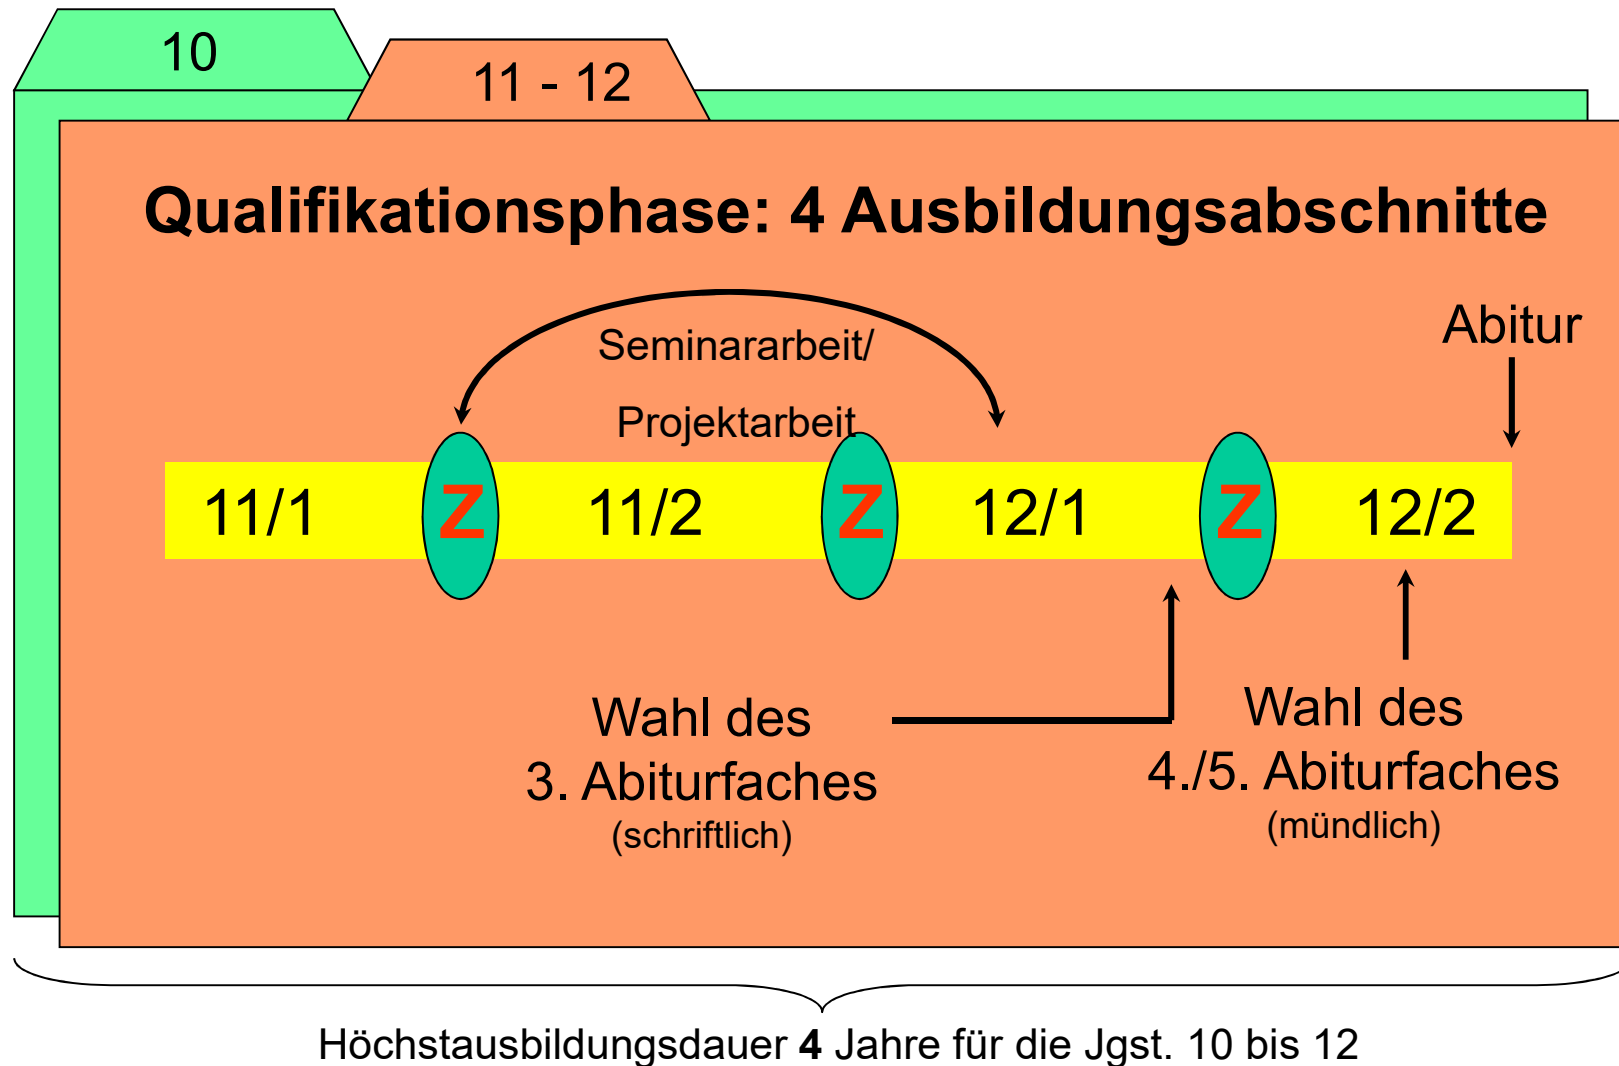 10
11 - 12
Qualifikationsphase: 4 Ausbildungsabschnitte
Seminararbeit/
Projektarbeit
Abitur
11/1 Z 11/2 Z 12/1 Z 12/2
Wahl des
3. Abiturfaches
(schriftlich)
Wahl des
4./5. Abiturfaches
(mündlich)
Höchstausbildungsdauer 4 Jahre für die Jgst. 10 bis 12